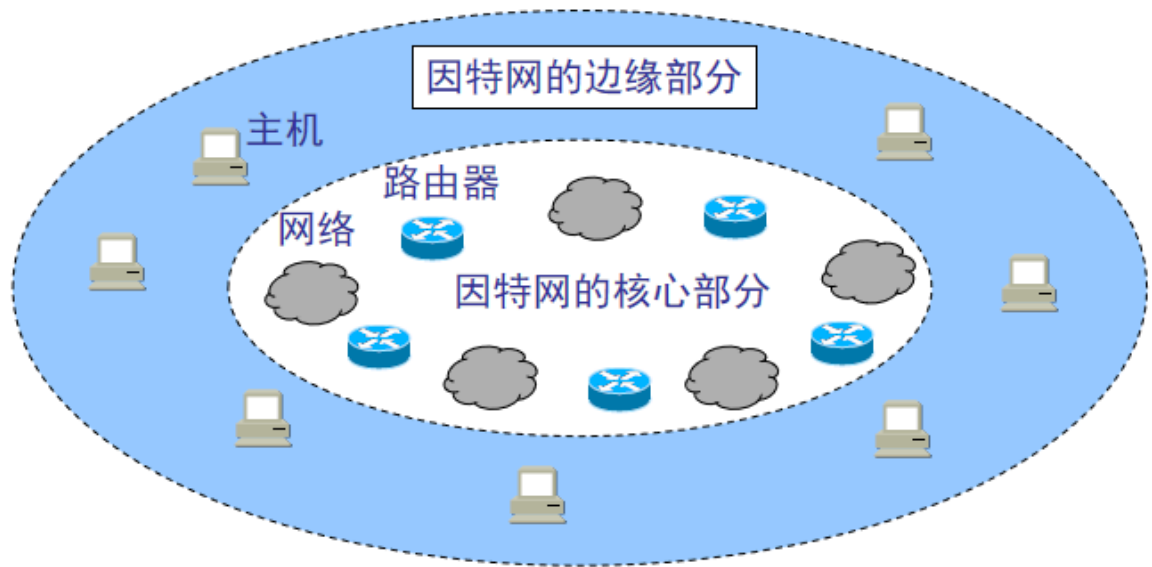 因特网的边缘部分
主机
路由器
网络
因特网的核心部分